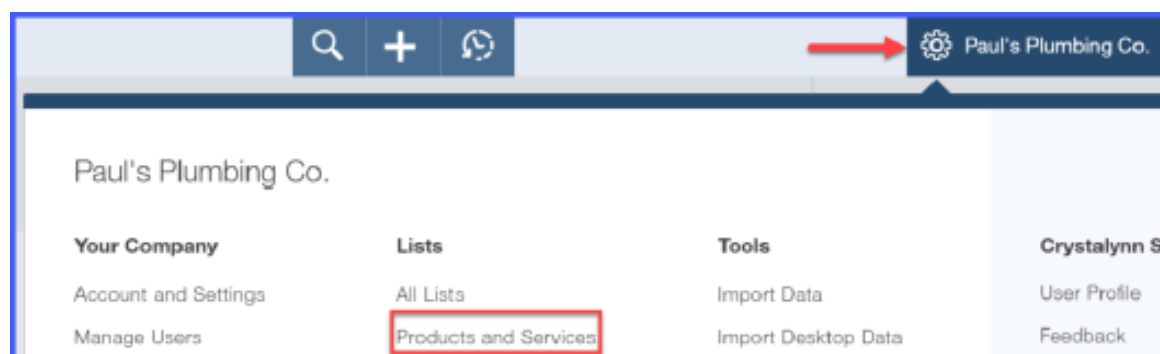 Paul's Plumbing Co.
Paul's Plumbing Co.
Your Company Lists Tools Crystalynn S
Account and Settings All Lists Import Data User Profile
Manage Users Products and Services Import Desktop Data Feedback